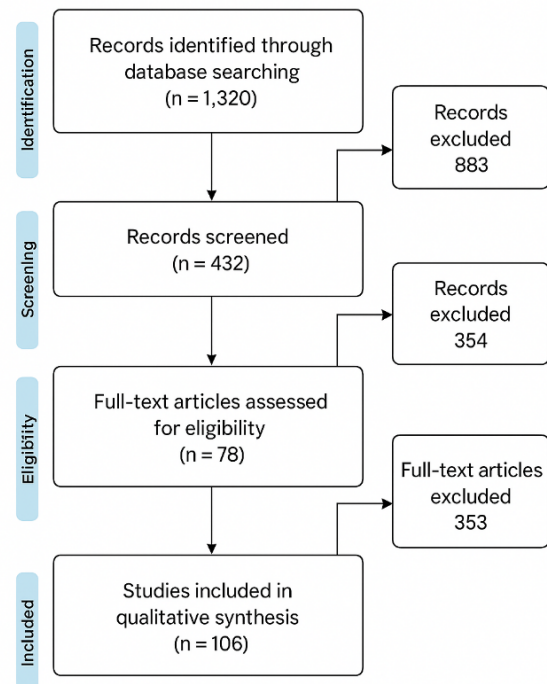 Identification
Records identified through
database searching
(n = 1,320)
Records
excluded
883
Screening
Records screened
(n = 432)
Records
excluded
354
Eligibility
Full-text articles assessed
for eligibility
(n = 78)
Full-text articles
excluded
353
Included
Studies included in
qualitative synthesis
(n = 106)